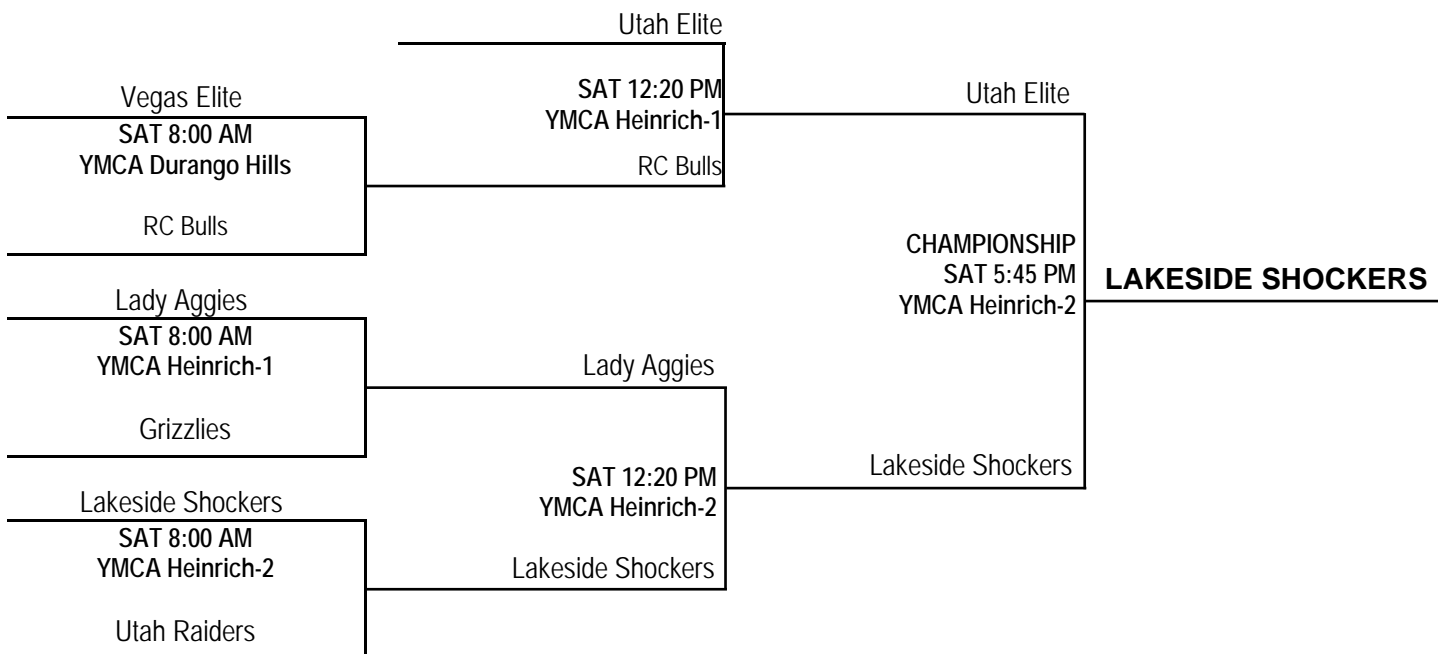 Utah Elite
SAT 12:20 PM
YMCA Heinrich-1
RC Bulls
Vegas Elite
SAT 8:00 AM
YMCA Durango Hills
RC Bulls
Utah Elite
CHAMPIONSHIP
SAT 5:45 PM
YMCA Heinrich-2
LAKESIDE SHOCKERS
Lady Aggies
SAT 8:00 AM
YMCA Heinrich-1
Grizzlies
Lady Aggies
SAT 12:20 PM
YMCA Heinrich-2
Lakeside Shockers
Lakeside Shockers
Lakeside Shockers
SAT 8:00 AM
YMCA Heinrich-2
Utah Raiders